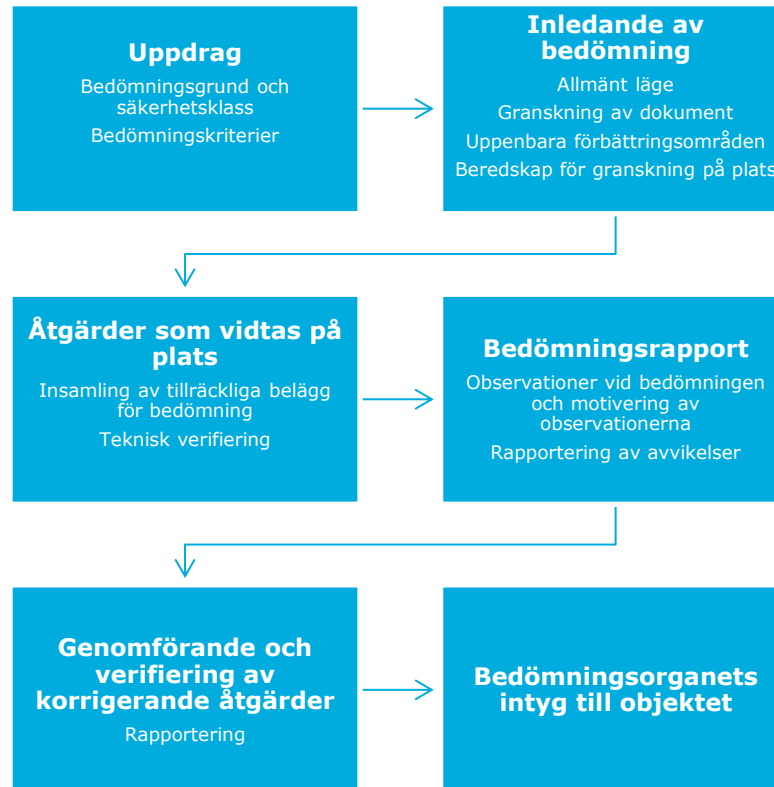 Uppdrag
Bedömningsgrund och
säkerhetsklass
Bedömningskriterier
Inledande av
bedömning
Allmänt läge
Granskning av dokument
Uppenbara förbättringsområden
Beredskap för granskning på plats
Åtgärder som vidtas på
plats
Insamling av tillräckliga belägg
för bedömning
Teknisk verifiering
Bedömningsrapport
Observationer vid bedömningen
och motivering av
observationerna
Rapportering av avvikelser
Genomförande och
verifiering av
korrigerande åtgärder
Rapportering
Bedömningsorganets
intyg till objektet